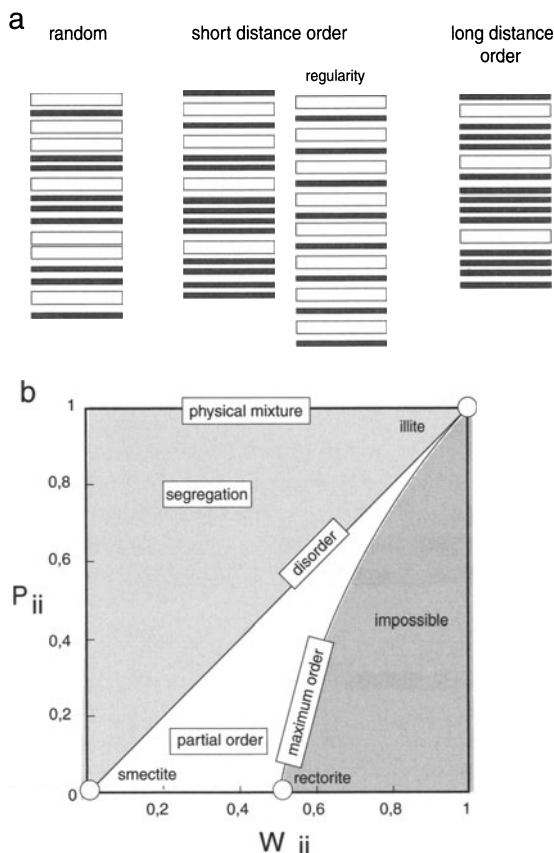 a
random
short distance order
long distance
order
regularity
b
physical mixture
illite
segregation
disorder
impossible
maximum order
partial order
smectite
rectorite
P ii
1
0,8
0,6
0,4
0,2
0
0,2
0,4
0,6
0,8
1
W ii